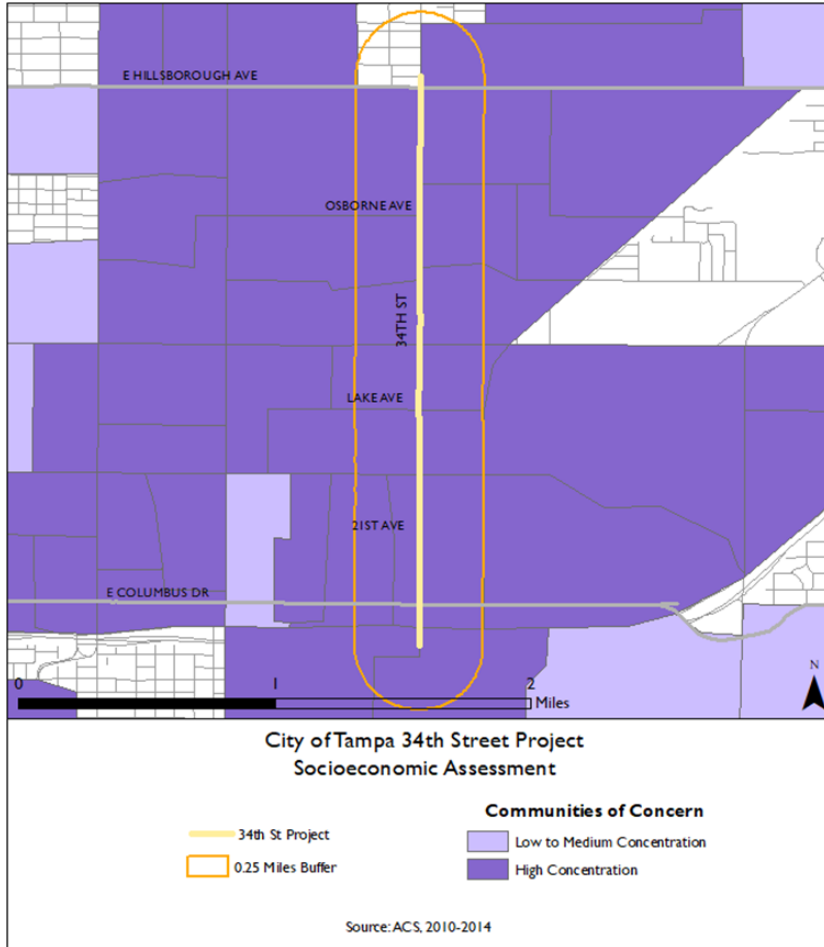 E HILLSBOROUGH AVE
OSBORNE AVE
34TH ST
LAKE AVE
21ST AVE
E COLUMBUS DR
N
0 1 2
Miles
City of Tampa 34th Street Project
Socioeconomic Assessment
Communities of Concern
34th St Project
Low to Medium Concentration
0.25 Miles Buffer
High Concentration
Source: ACS, 2010-2014